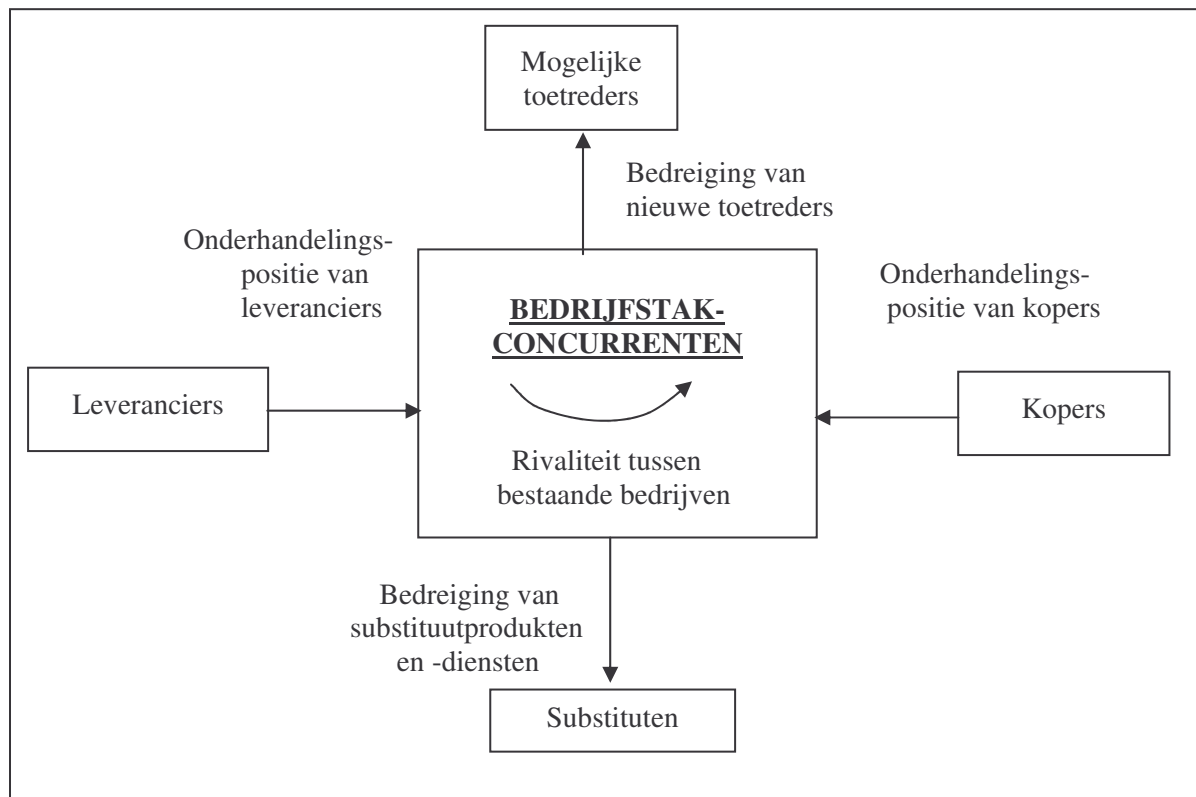 Mogelijke
toetreders
Bedreiging van
nieuwe toetreders
Onderhandelings-
positie van
leveranciers
Onderhandelings-
positie van kopers
BEDRIJFSTAK-
CONCURRENTEN
Leveranciers
Kopers
Rivaliteit tussen
bestaande bedrijven
Bedreiging van
substituutprodukten
en -diensten
Substituten